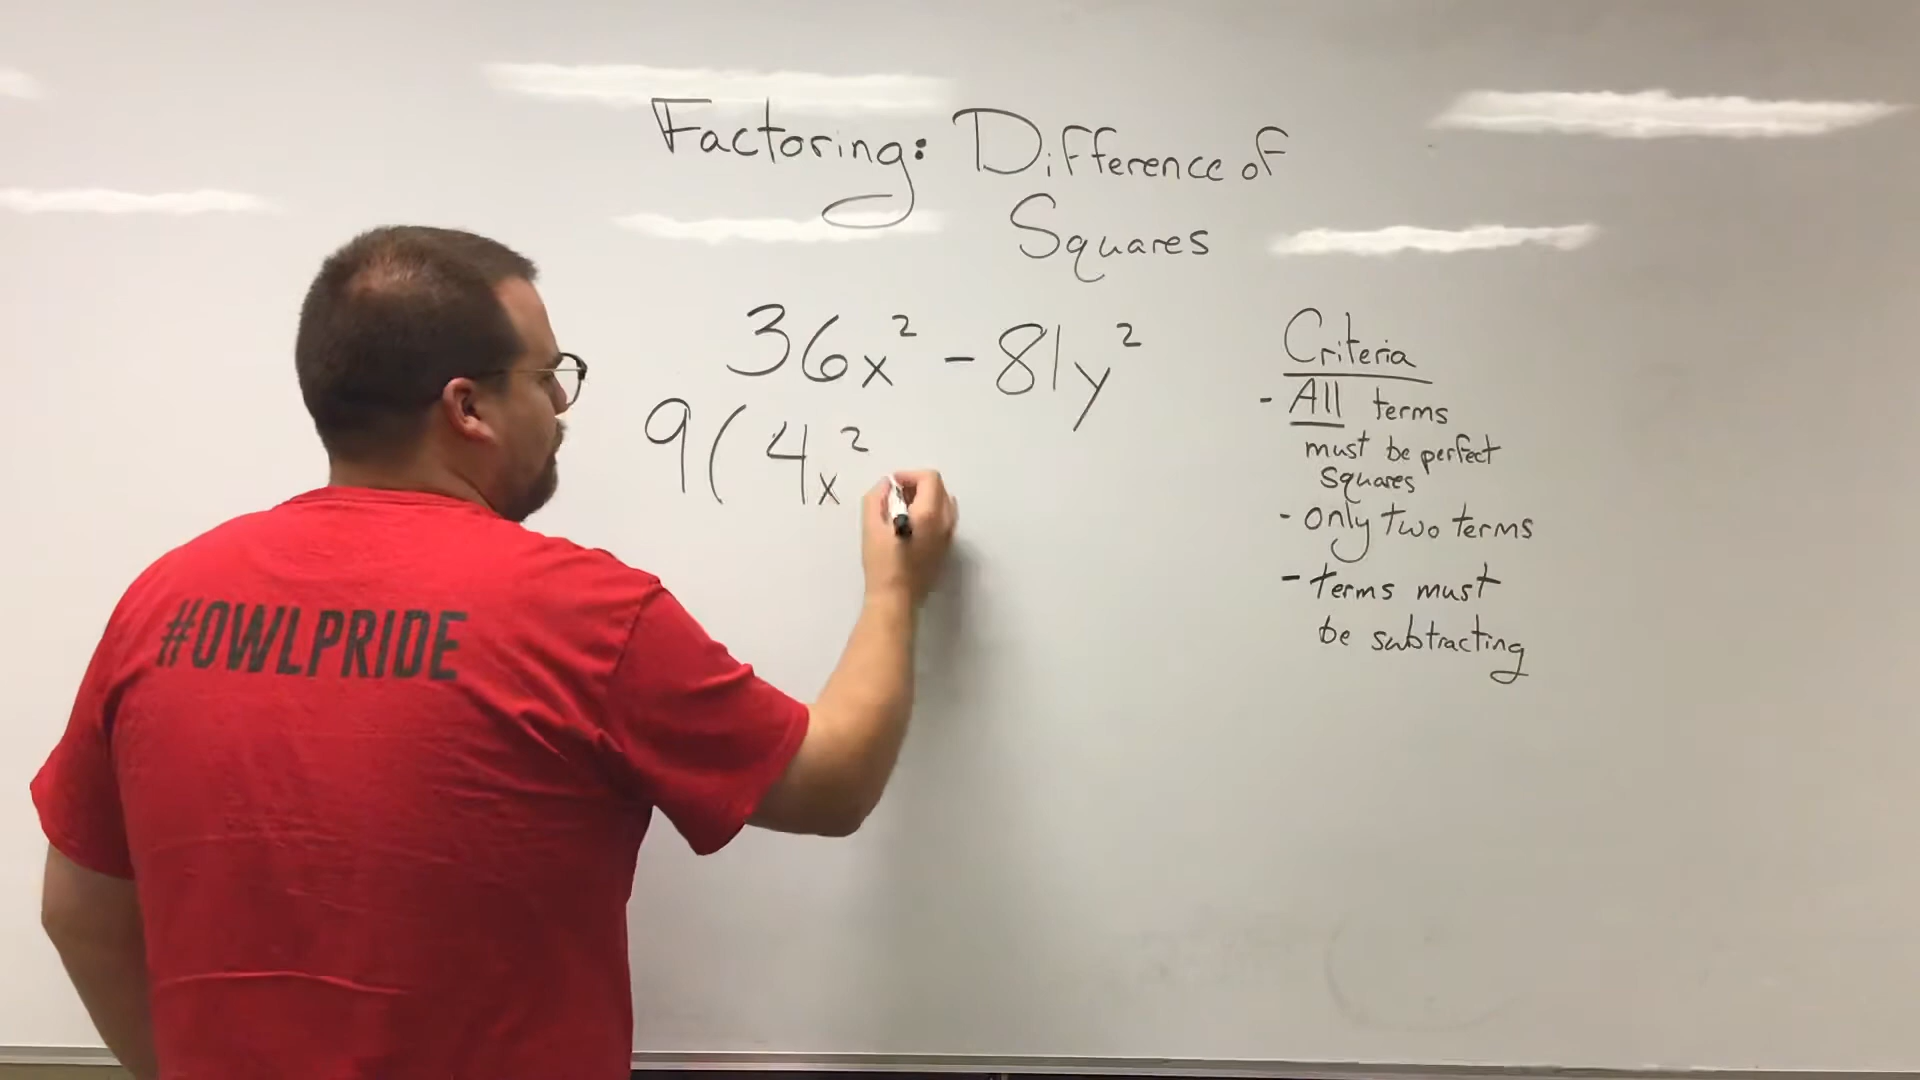 Factoring: Difference of
Squares
36x² - 81y²
9(4x²
Criteria
- All terms
must be perfect
squares
- only two terms
- terms must
be subtracting
#OWLPRIDE